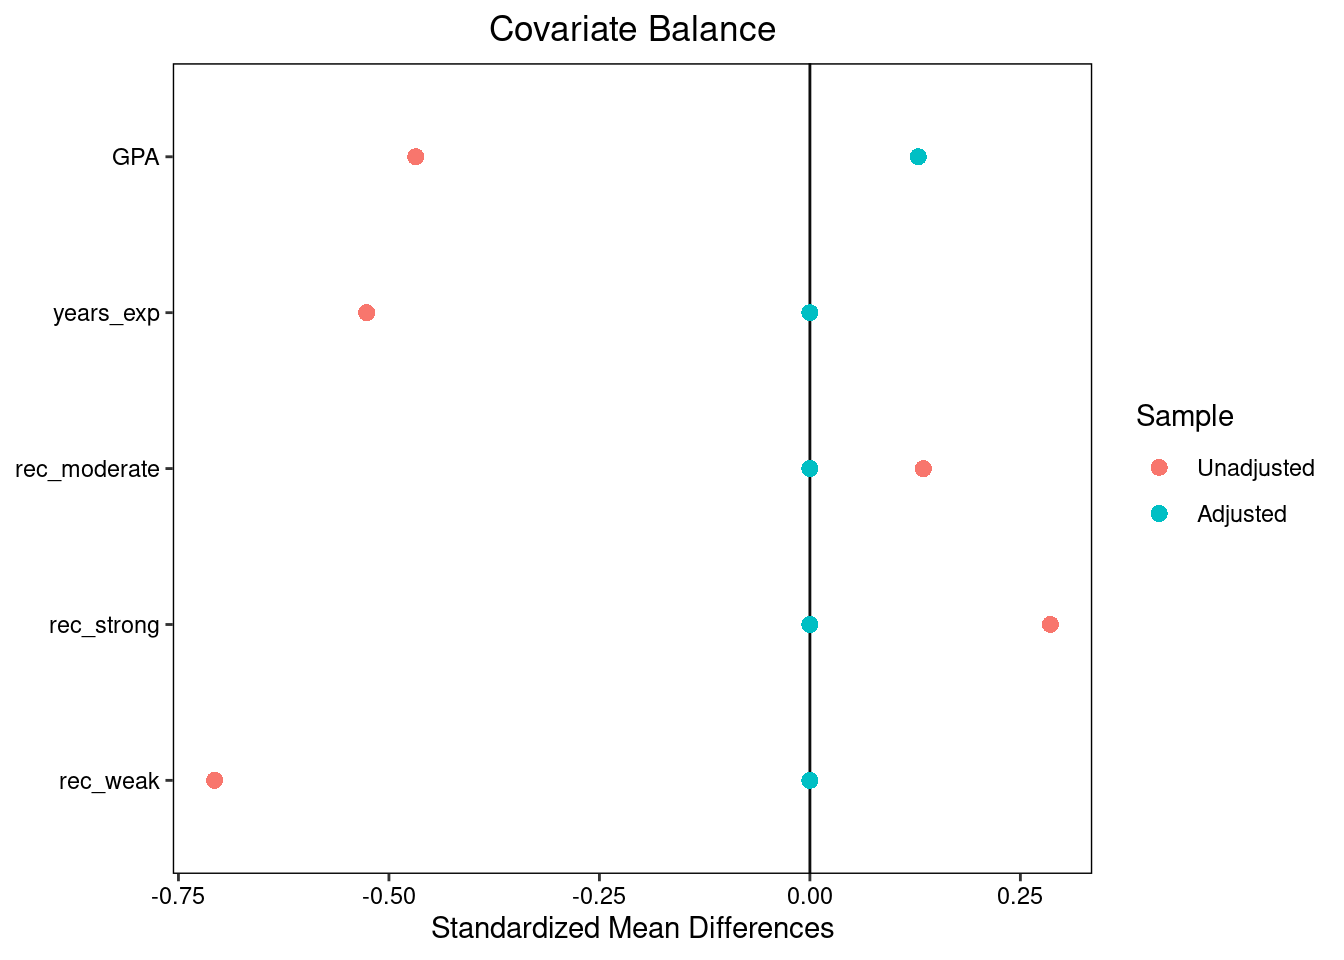 Covariate Balance
GPA
years_exp
rec_moderate
rec_strong
rec_weak
-0.75
-0.50
-0.25
0.00
0.25
Standardized Mean Differences
Sample
Unadjusted
Adjusted